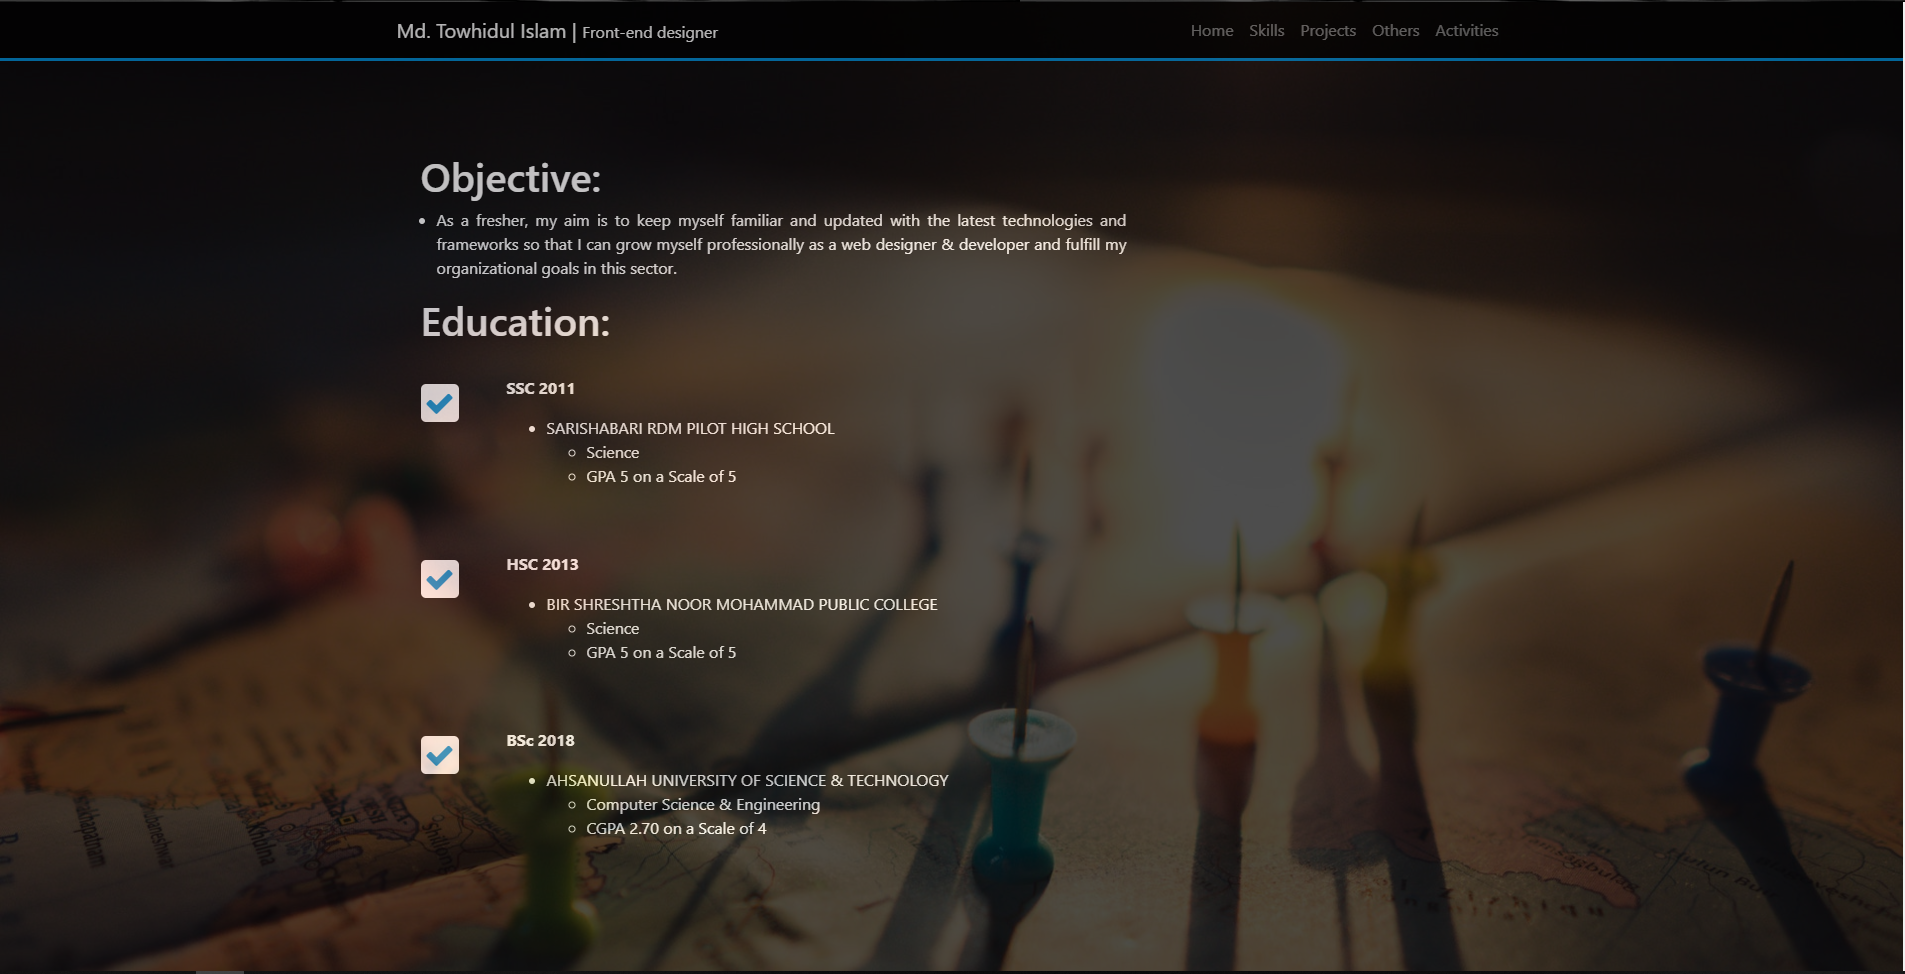 Md. Towhidul Islam | Front-end designer
Home Skills Projects Others Activities
Objective:
• As a fresher, my aim is to keep myself familiar and updated with the latest technologies and
frameworks so that I can grow myself professionally as a web designer & developer and fulfill my
organizational goals in this sector.
Education:
SSC 2011
• SARISHABARI RDM PILOT HIGH SCHOOL
○ Science
○ GPA 5 on a Scale of 5
HSC 2013
• BIR SHRESHTHA NOOR MOHAMMAD PUBLIC COLLEGE
○ Science
○ GPA 5 on a Scale of 5
BSc 2018
• AHSANULLAH UNIVERSITY OF SCIENCE & TECHNOLOGY
○ Computer Science & Engineering
○ CGPA 2.70 on a Scale of 4